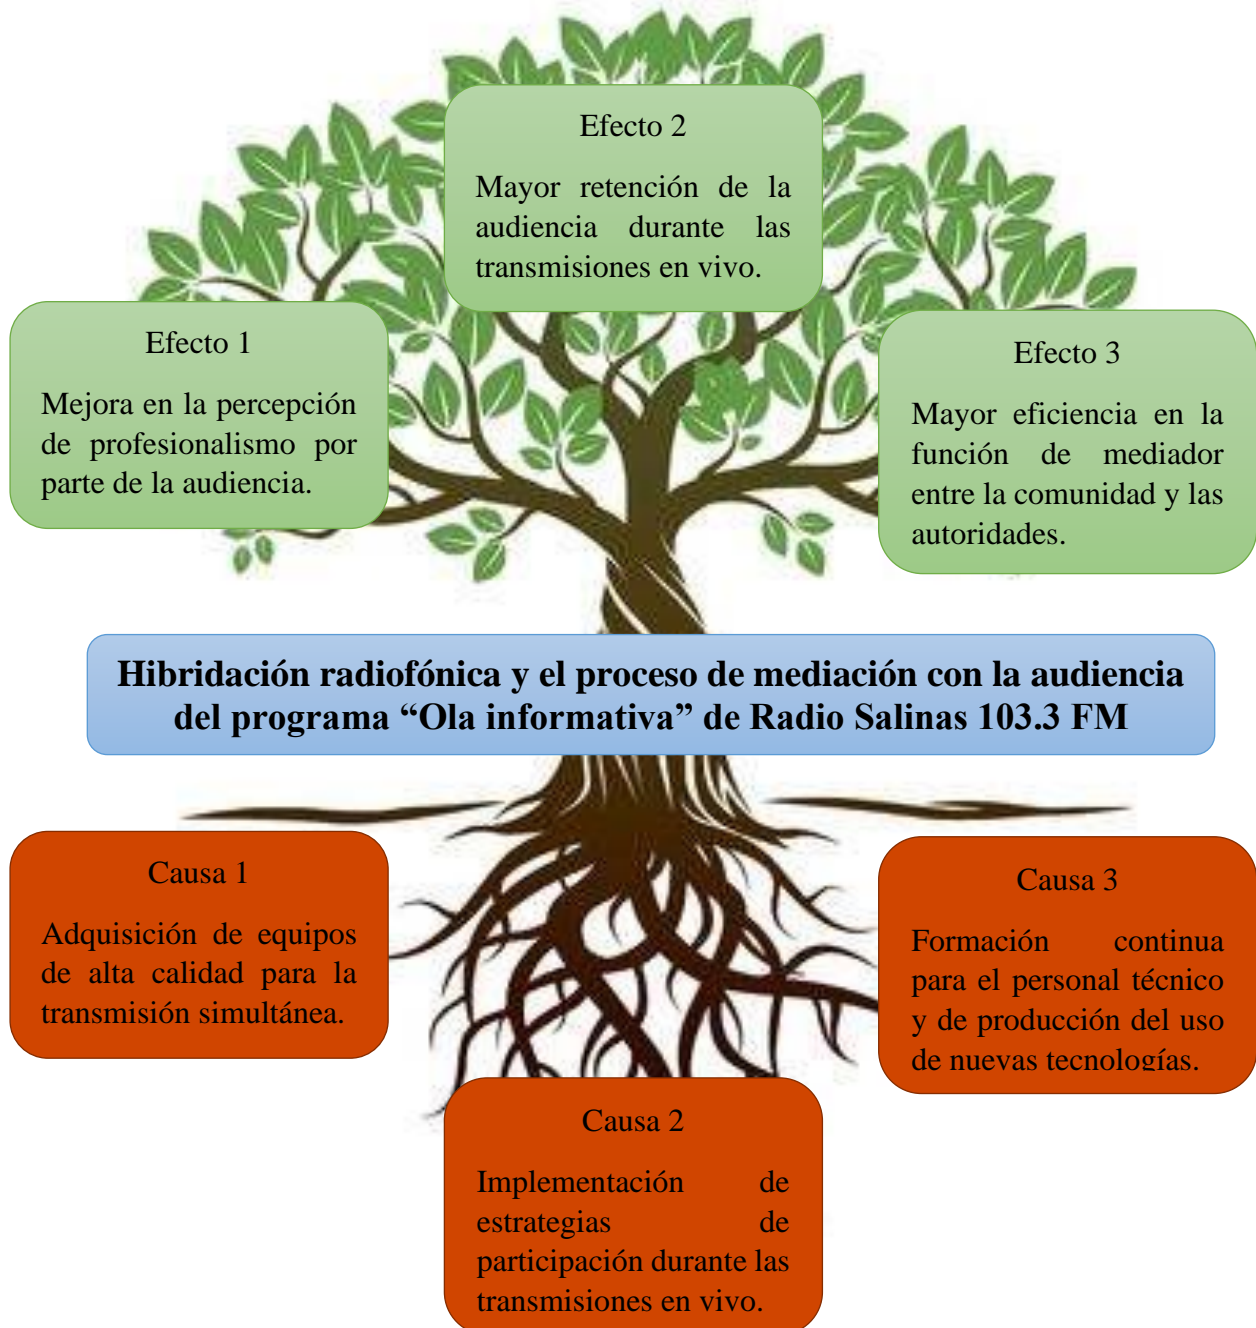 Efecto 2
Mayor retención de la
audiencia durante las
transmisiones en vivo.
Efecto 1
Mejora en la percepción
de profesionalismo por
parte de la audiencia.
Efecto 3
Mayor eficiencia en la
función de mediador
entre la comunidad y las
autoridades.
Hibridación radiofónica y el proceso de mediación con la audiencia
del programa “Ola informativa” de Radio Salinas 103.3 FM
Causa 1
Adquisición de equipos
de alta calidad para la
transmisión simultánea.
Causa 3
Formación continua
para el personal técnico
y de producción del uso
de nuevas tecnologías.
Causa 2
Implementación de
estrategias de
participación durante las
transmisiones en vivo.